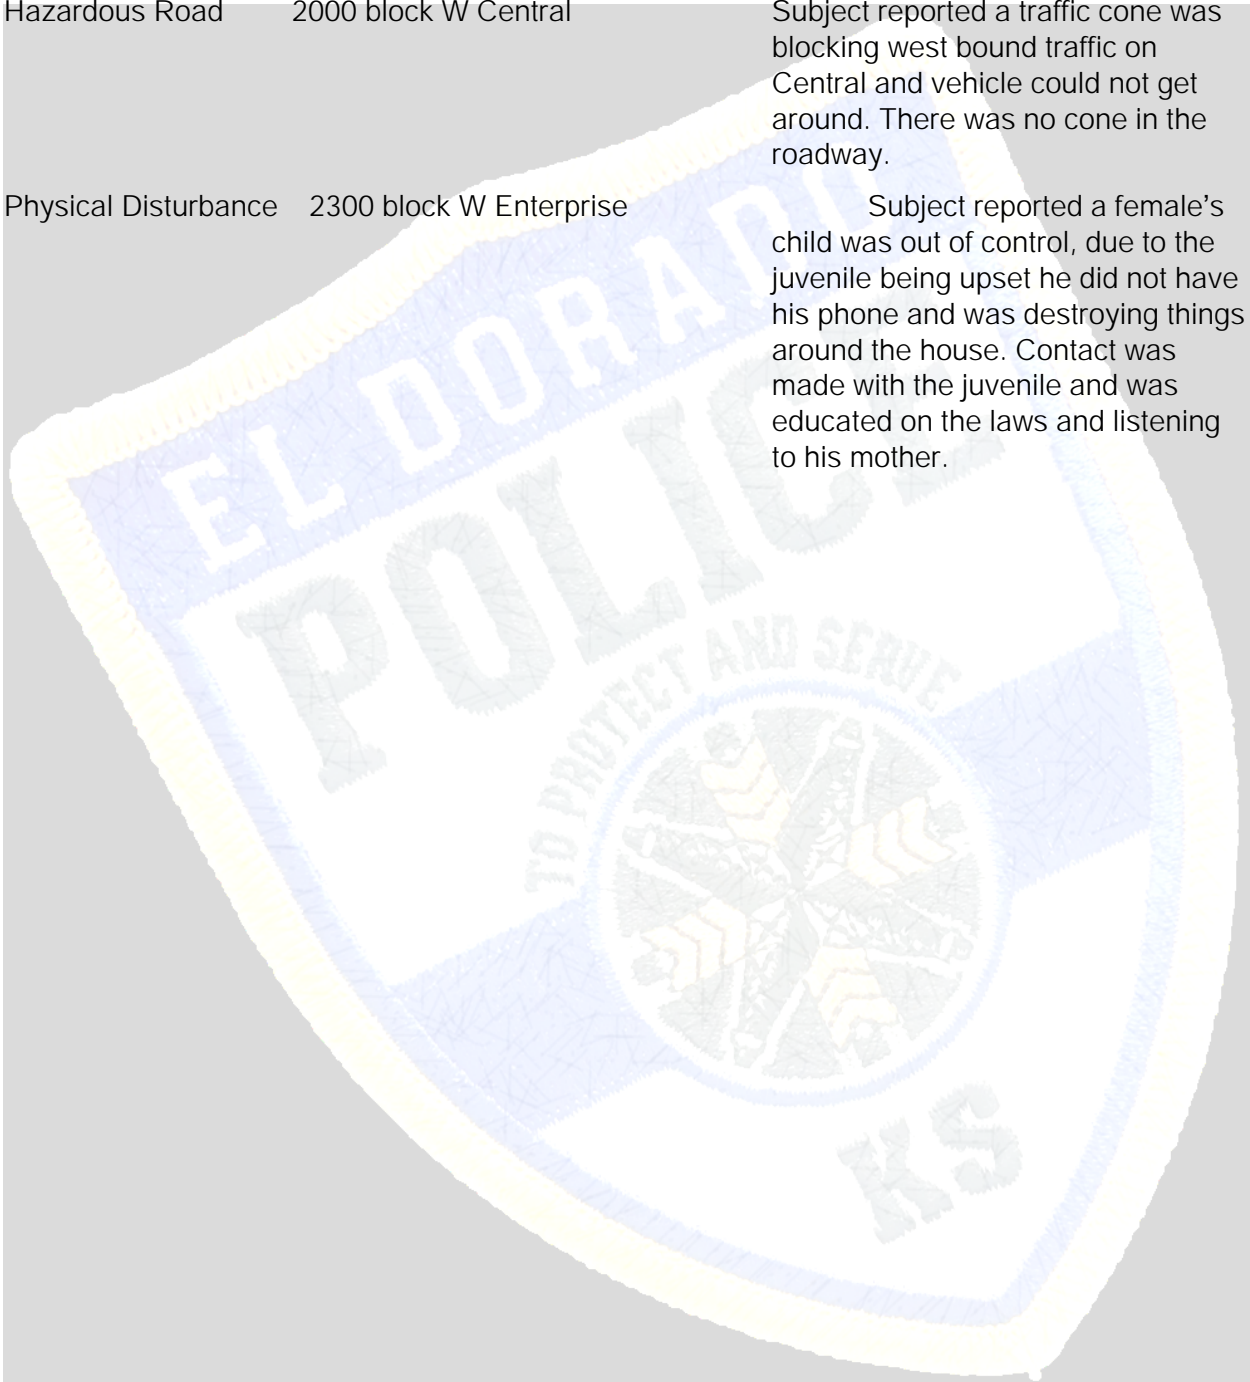 Hazardous Road 2000 block W Central Subject reported a traffic cone was
blocking west bound traffic on
Central and vehicle could not get
around. There was no cone in the
roadway.
Physical Disturbance 2300 block W Enterprise Subject reported a female’s
child was out of control, due to the
juvenile being upset he did not have
his phone and was destroying things
around the house. Contact was
made with the juvenile and was
educated on the laws and listening
to his mother.
EL DORADO
POLICE
TO PROTECT AND SERVE
KS